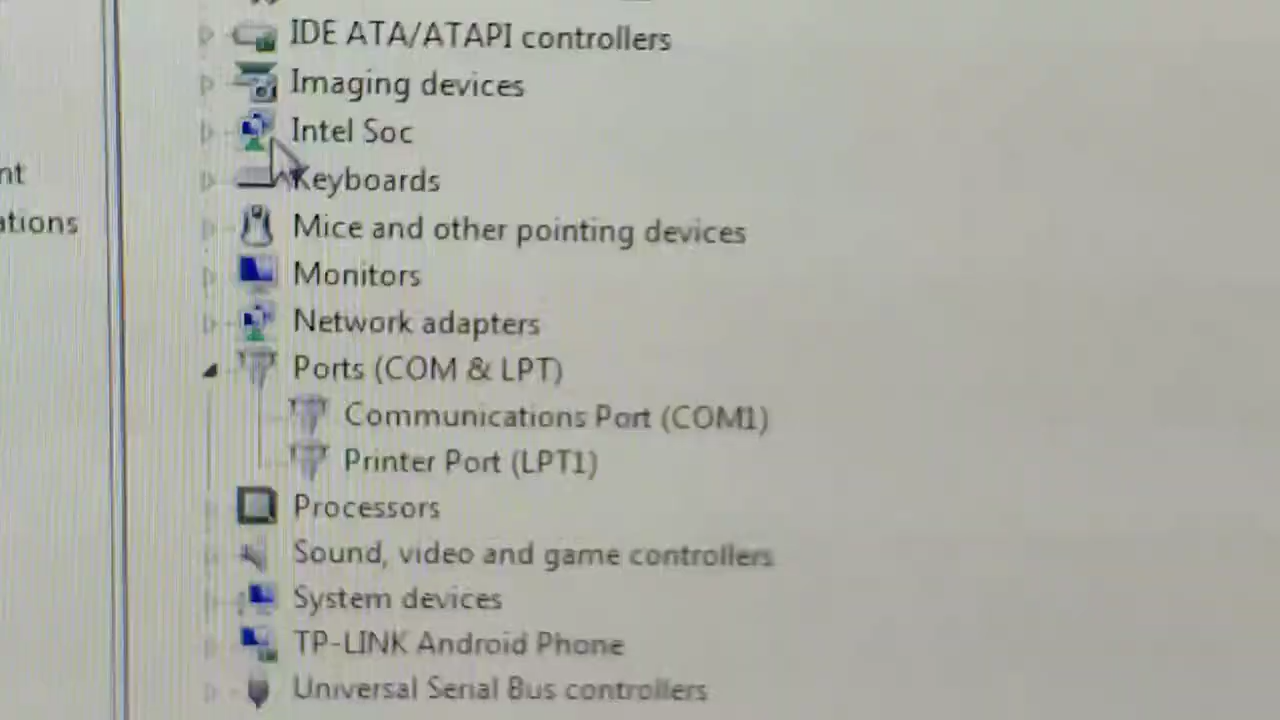 IDE ATA/ATAPI controllers
Imaging devices
Intel Soc
nt
Keyboards
ations
Mice and other pointing devices
Monitors
Network adapters
Ports (COM & LPT)
Communications Port (COM1)
Printer Port (LPT1)
Processors
Sound, video and game controllers
System devices
TP-LINK Android Phone
Universal Serial Bus controllers